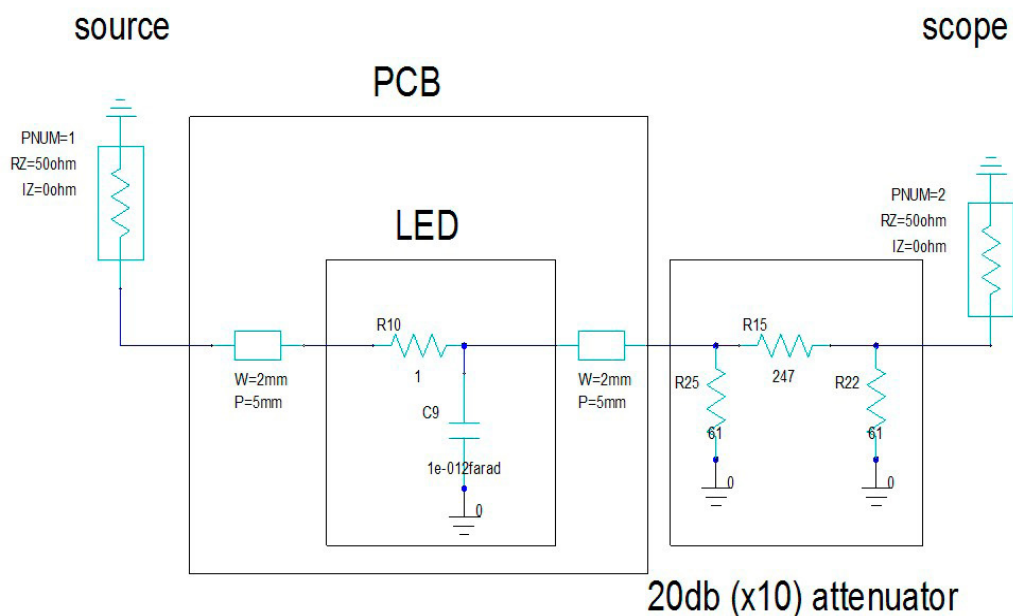 source
scope
PCB
PNUM=1
RZ=50ohm
IZ=0ohm
PNUM=2
RZ=50ohm
IZ=0ohm
LED
R10
1
C9
1e-012farad
0
W=2mm
P=5mm
W=2mm
P=5mm
R15
247
R25
61
0
R22
61
0
20db (x10) attenuator